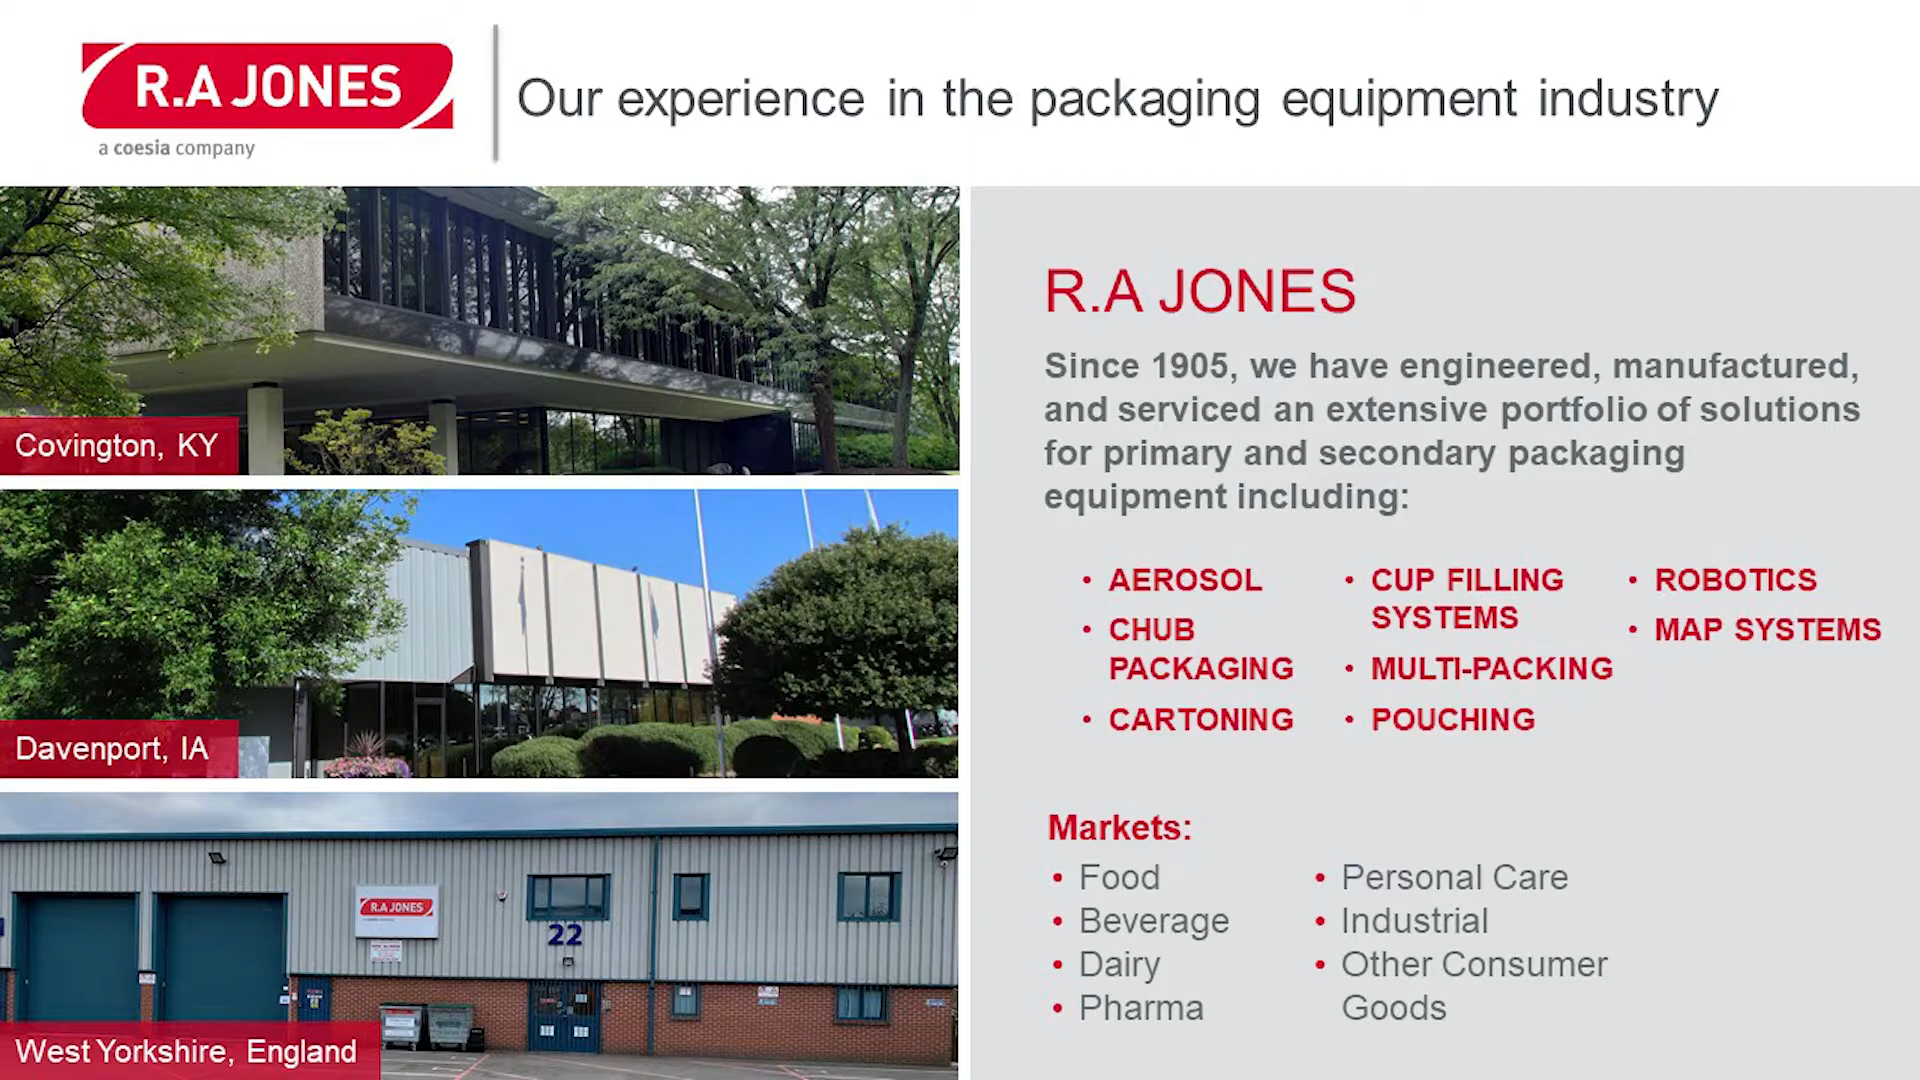 R.A JONES
a coesia company
Our experience in the packaging equipment industry
Covington, KY
Davenport, IA
R.A JONES
22
West Yorkshire, England
R.A JONES
Since 1905, we have engineered, manufactured,
and serviced an extensive portfolio of solutions
for primary and secondary packaging
equipment including:
• AEROSOL
• CHUB
PACKAGING
• CARTONING
• CUP FILLING
SYSTEMS
• MULTI-PACKING
• POUCHING
• ROBOTICS
• MAP SYSTEMS
Markets:
• Food
• Beverage
• Dairy
• Pharma
• Personal Care
• Industrial
• Other Consumer
Goods